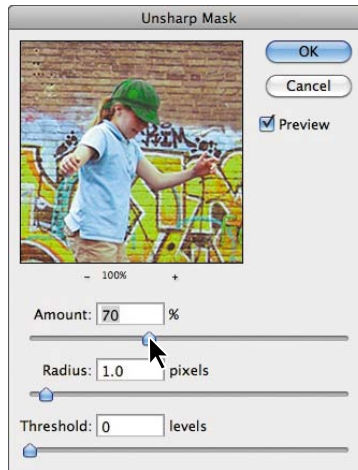 Unsharp Mask
OK
Cancel
Preview
- 100% +
Amount: 70 %
Radius: 1.0 pixels
Threshold: 0 levels